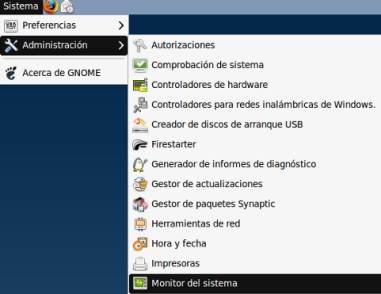 Sistema
Preferencias
Administración
Acerca de GNOME
Autorizaciones
Comprobación de sistema
Controladores de hardware
Controladores para redes inalámbricas de Windows.
Creador de discos de arranque USB
Firestarter
Generador de informes de diagnóstico
Gestor de actualizaciones
Gestor de paquetes Synaptic
Herramientas de red
Hora y fecha
Impresoras
Monitor del sistema